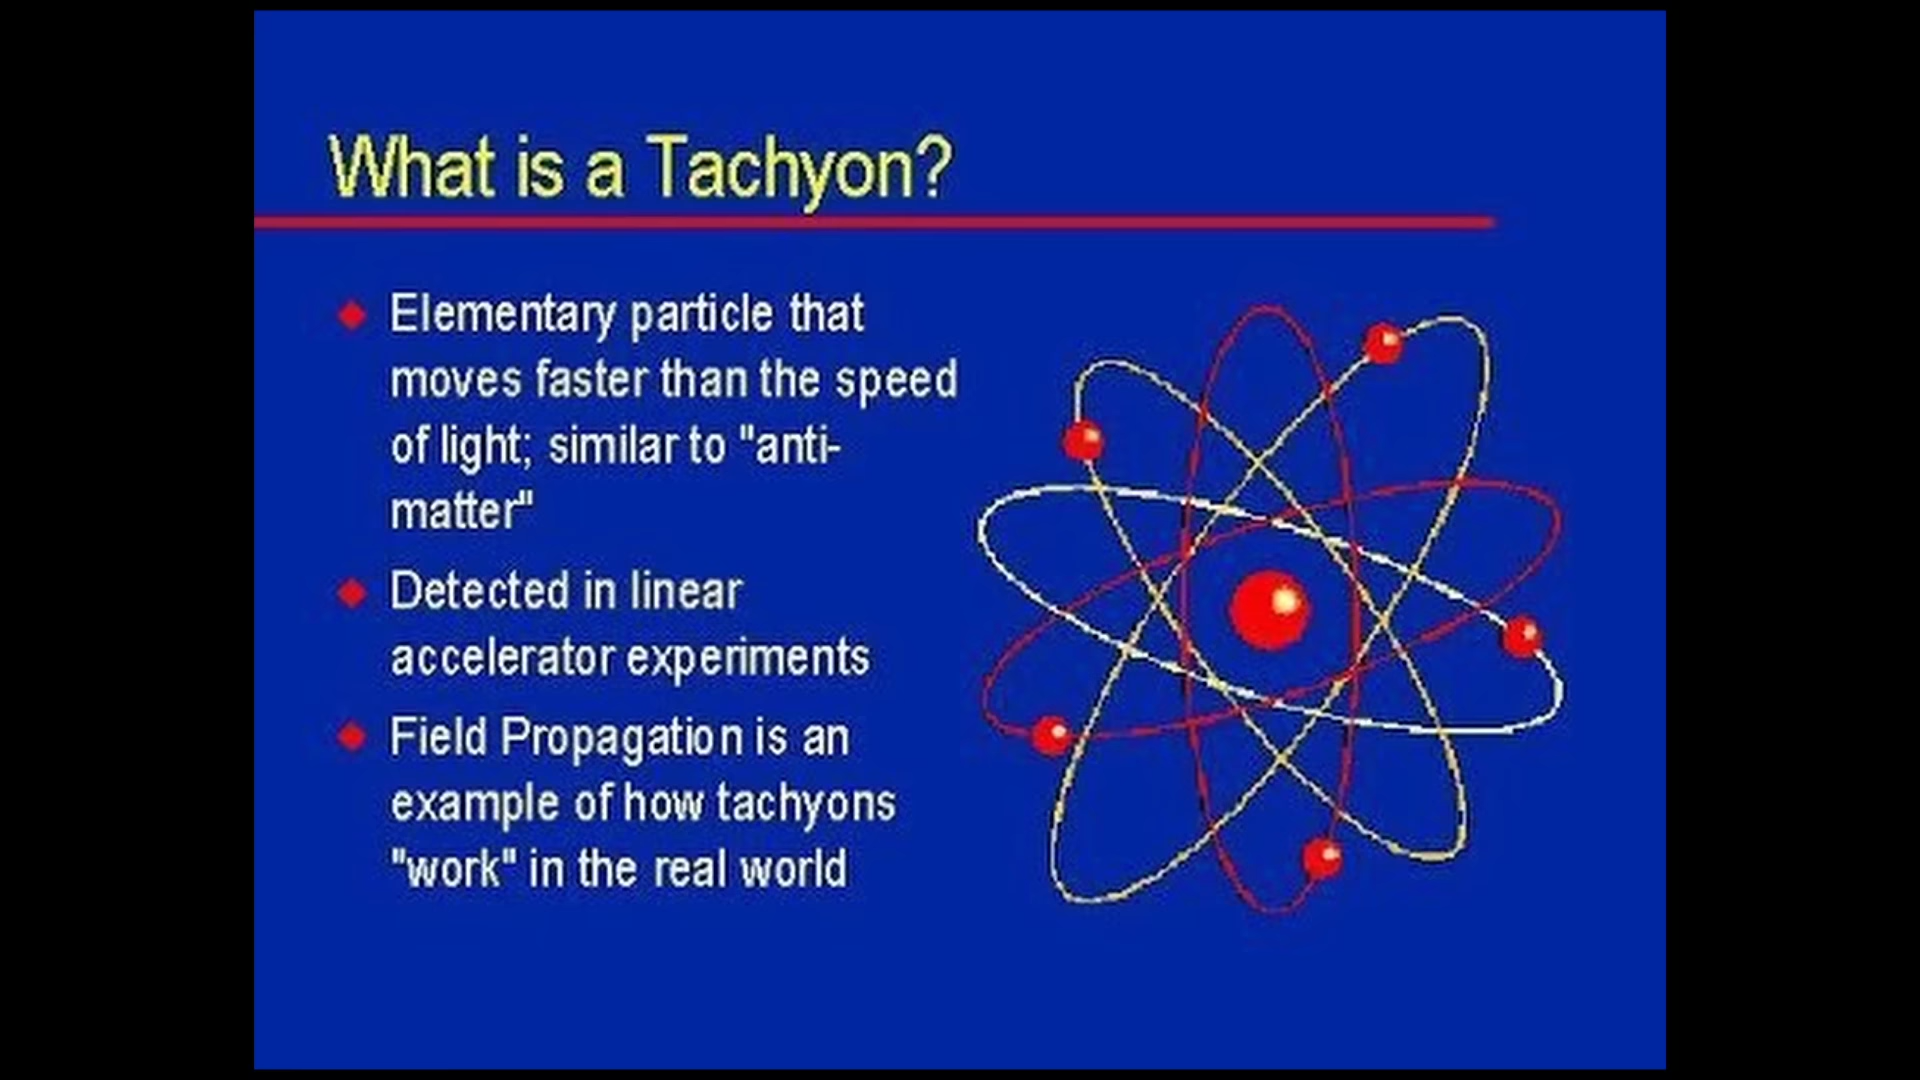 What is a Tachyon?
Elementary particle that
moves faster than the speed
of light; similar to "anti-
matter"
Detected in linear
accelerator experiments
Field Propagation is an
example of how tachyons
"work" in the real world